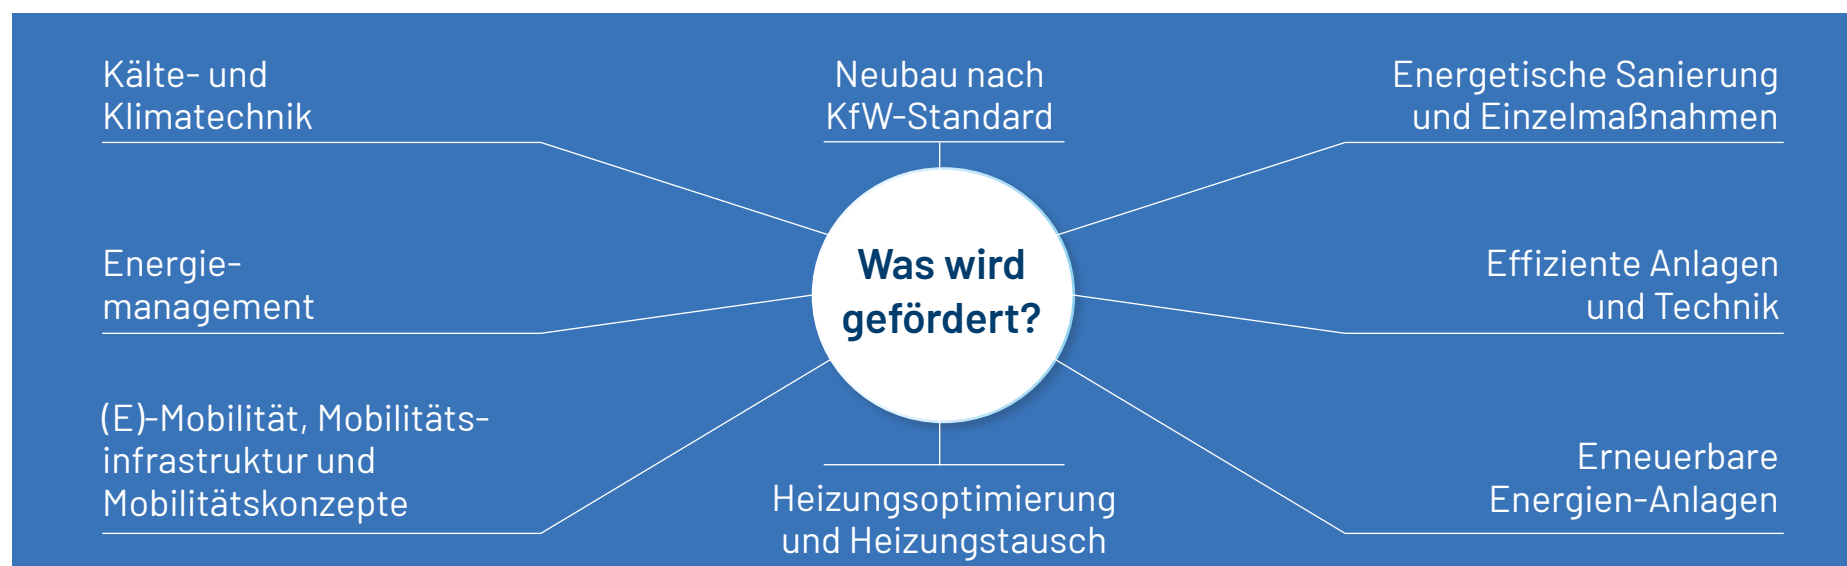 Kälte- und
Klimatechnik
Neubau nach
KfW-Standard
Energetische Sanierung
und Einzelmaßnahmen
Energie-
management
Was wird
gefördert?
Effiziente Anlagen
und Technik
(E)-Mobilität, Mobilitäts-
infrastruktur und
Mobilitätskonzepte
Heizungsoptimierung
und Heizungstausch
Erneuerbare
Energien-Anlagen